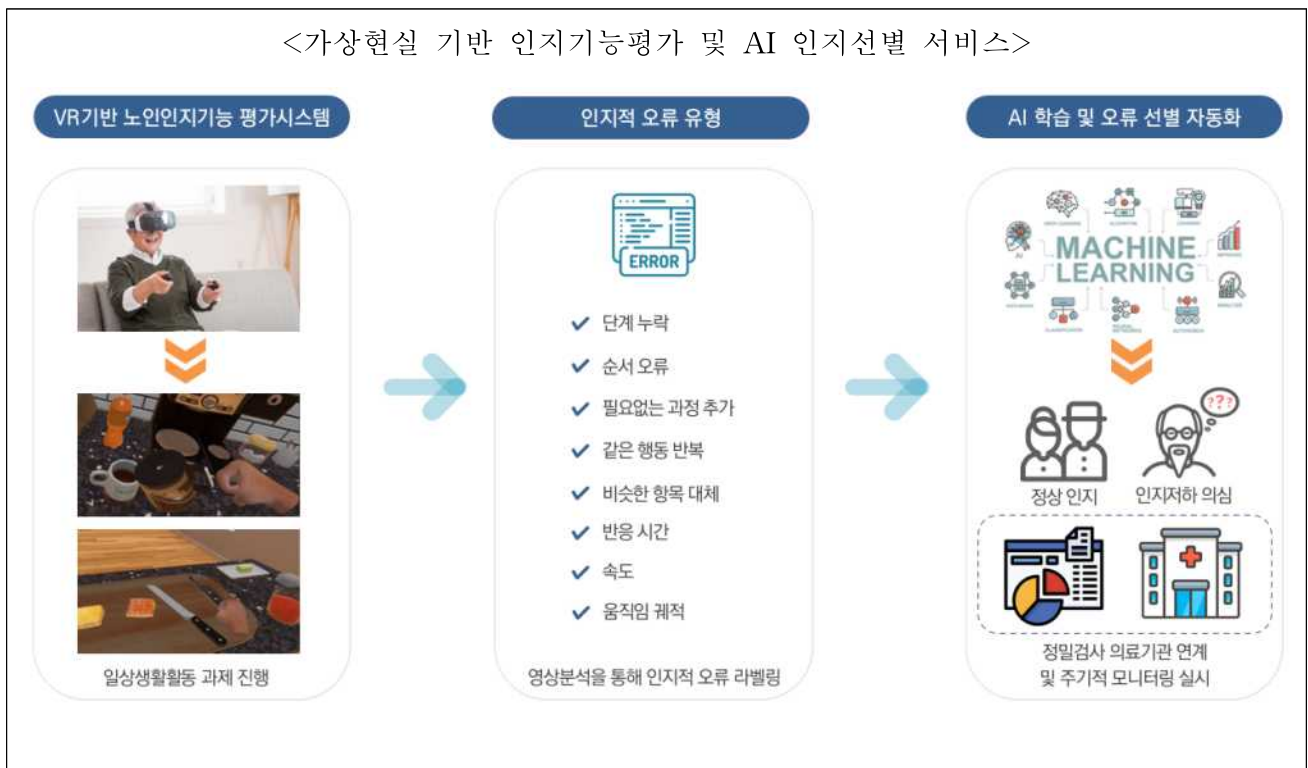 <가상현실 기반 인지기능평가 및 AI 인지선별 서비스>
VR기반 노인인지기능 평가시스템
일상생활활동 과제 진행
인지적 오류 유형
ERROR
단계 누락
순서 오류
필요없는 과정 추가
같은 행동 반복
비슷한 항목 대체
반응 시간
속도
움직임 궤적
영상분석을 통해 인지적 오류 라벨링
AI 학습 및 오류 선별 자동화
AI
MACHINE
LEARNING
???
정상 인지
인지저하 의심
정밀검사 의료기관 연계
및 주기적 모니터링 실시